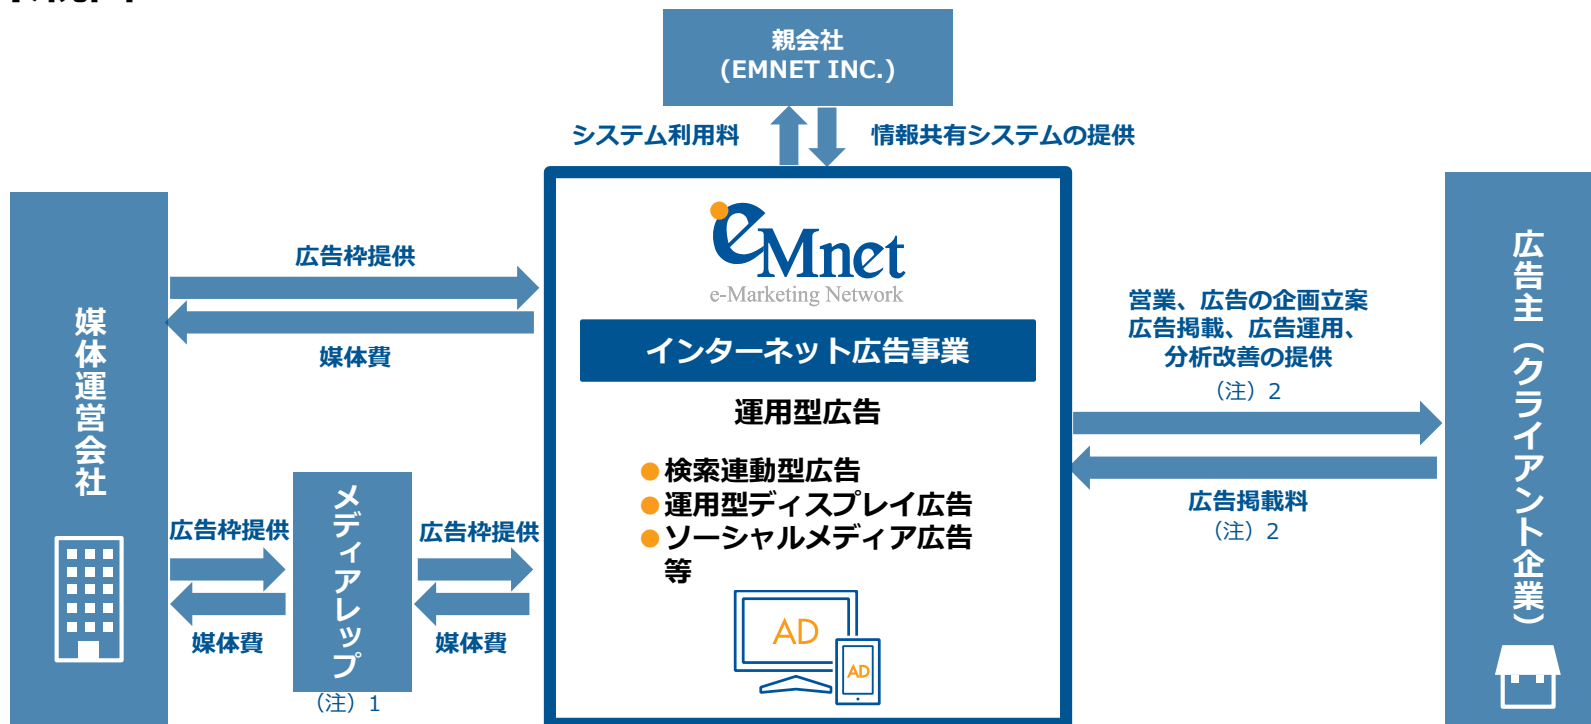 親会社
(EMNET INC.)
システム利用料
情報共有システムの提供
eMnet
e-Marketing Network
インターネット広告事業
運用型広告
検索連動型広告
運用型ディスプレイ広告
ソーシャルメディア広告
等
AD
AD
媒体運営会社
広告枠提供
媒体費
広告枠提供
媒体費
メディアレップ
（注）1
広告枠提供
媒体費
営業、広告の企画立案
広告掲載、広告運用、
分析改善の提供
（注）2
広告掲載料
（注）2
広告主（クライアント企業）